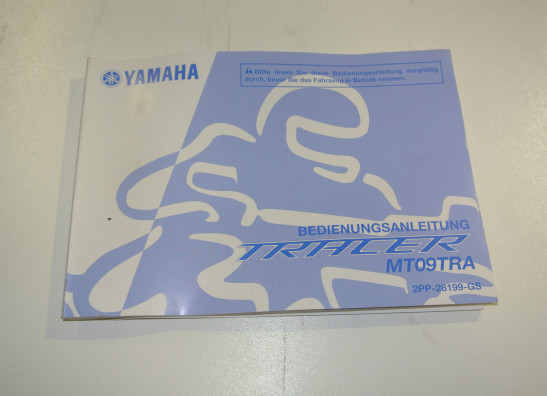 YAMAHA
Bitte lesen Sie diese Bedienungsanleitung sorgfältig
durch, bevor Sie das Fahrzeug in Betrieb nehmen.
BEDIENUNGSANLEITUNG
TRACER
MT09TRA
2PP-28199-GS